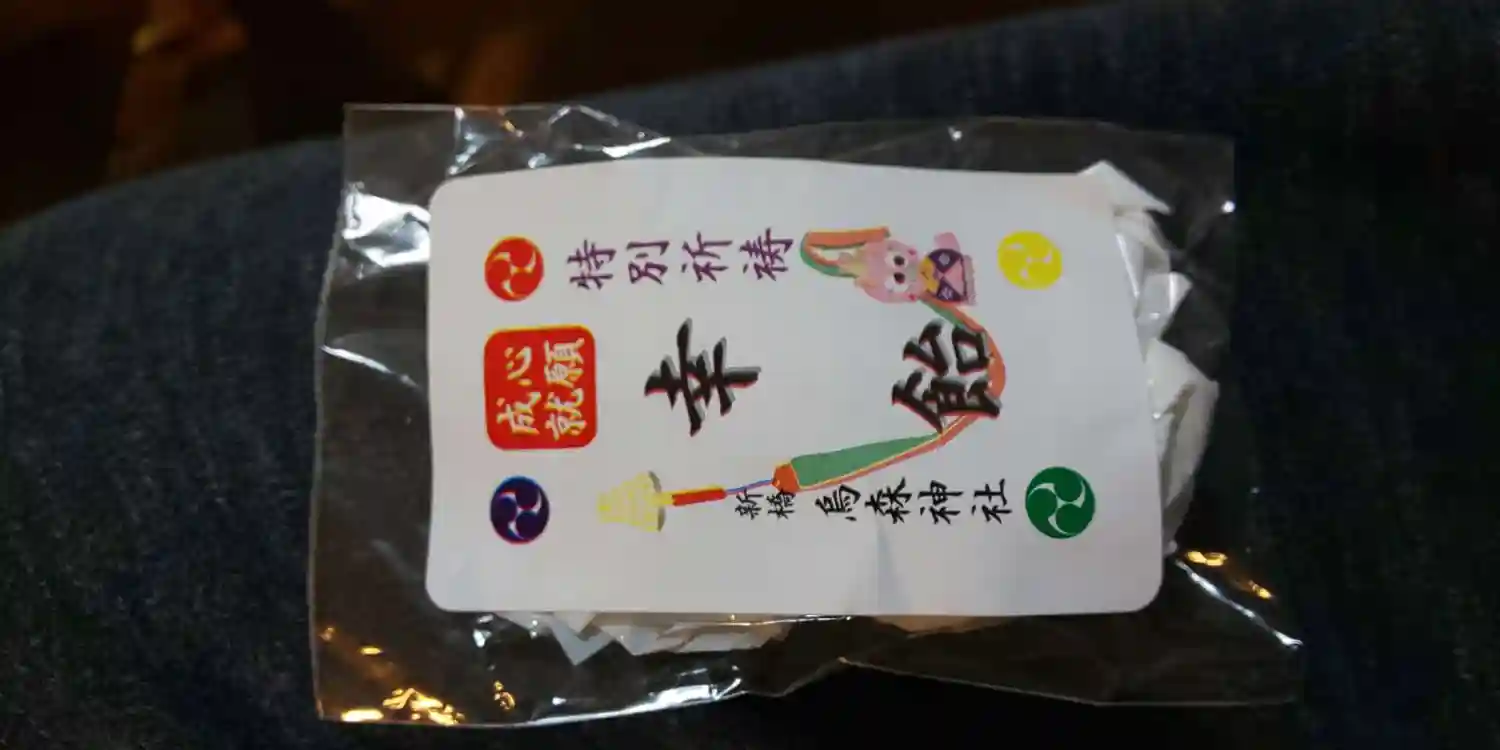 特別祈祷
心願
成就
幸飴
新橋 烏森神社